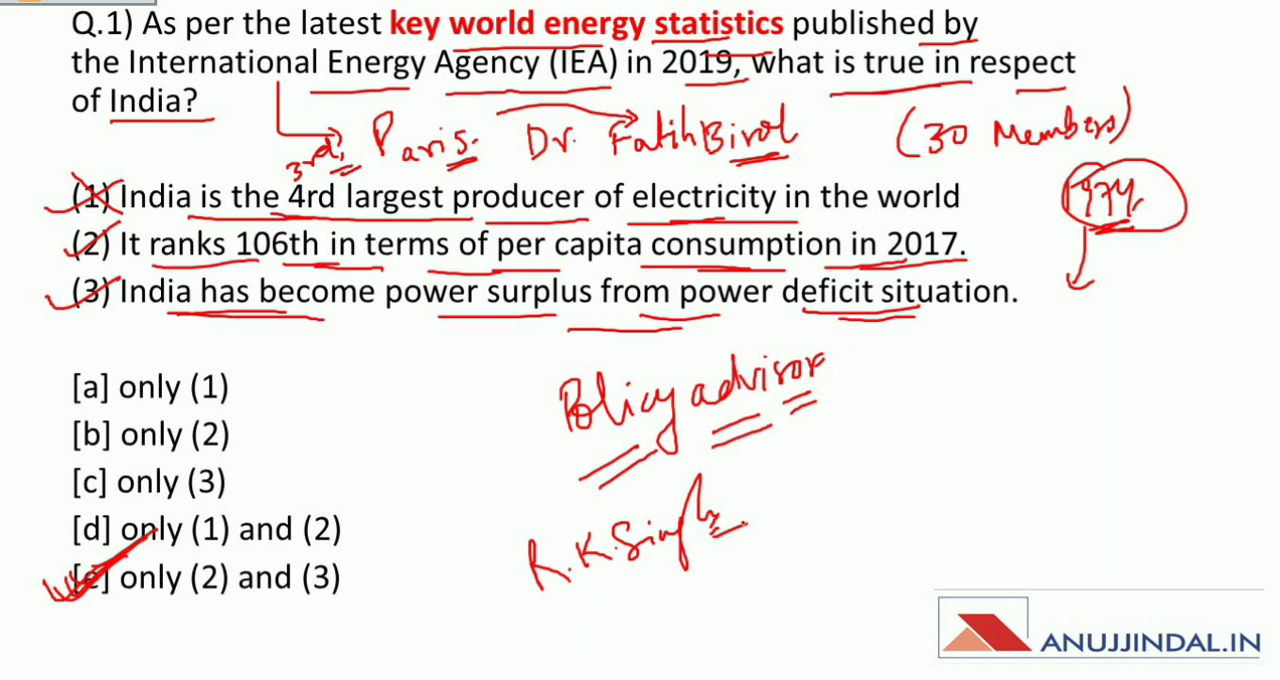 Q.1) As per the latest key world energy statistics published by
the International Energy Agency (IEA) in 2019, what is true in respect
of India?
Paris. Dr. Fatih Birol (30 Members)
3rd
(1) India is the 4rd largest producer of electricity in the world
1974
(2) It ranks 106th in terms of per capita consumption in 2017.
(3) India has become power surplus from power deficit situation.
[a] only (1)
Policy advisor
[b] only (2)
[c] only (3)
[d] only (1) and (2)
R.K.Singh
[e] only (2) and (3)
ANUJJINDAL.IN